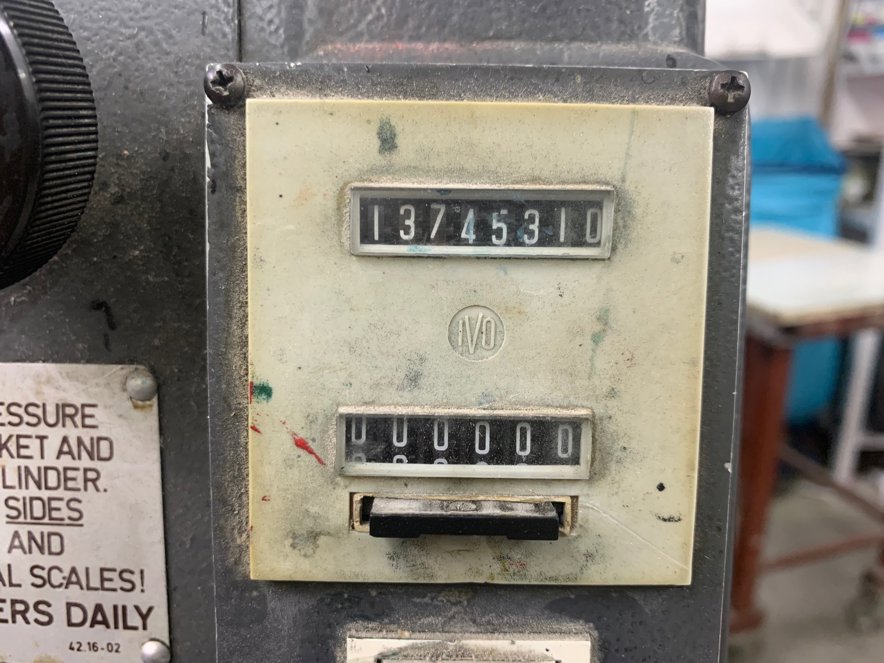 13745310
IVO
00000
ESSURE
KET AND
LINDER.
SIDES
AND
AL SCALES!
ERS DAILY
42.16-02